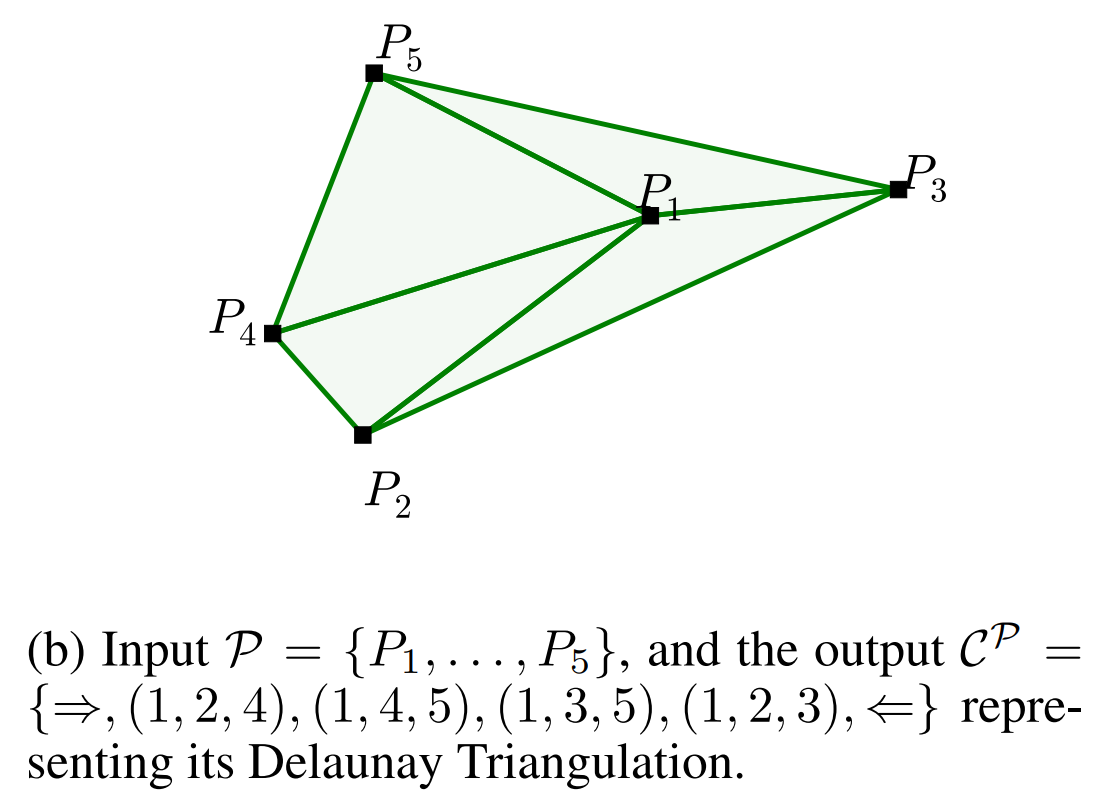 P₅
P₃
P₁
P₄
P₂
(b) Input 𝒫 = {P₁, . . . , P₅}, and the output 𝒞^𝒫 =
{⇒, (1, 2, 4), (1, 4, 5), (1, 3, 5), (1, 2, 3), ⇐} repre-
senting its Delaunay Triangulation.